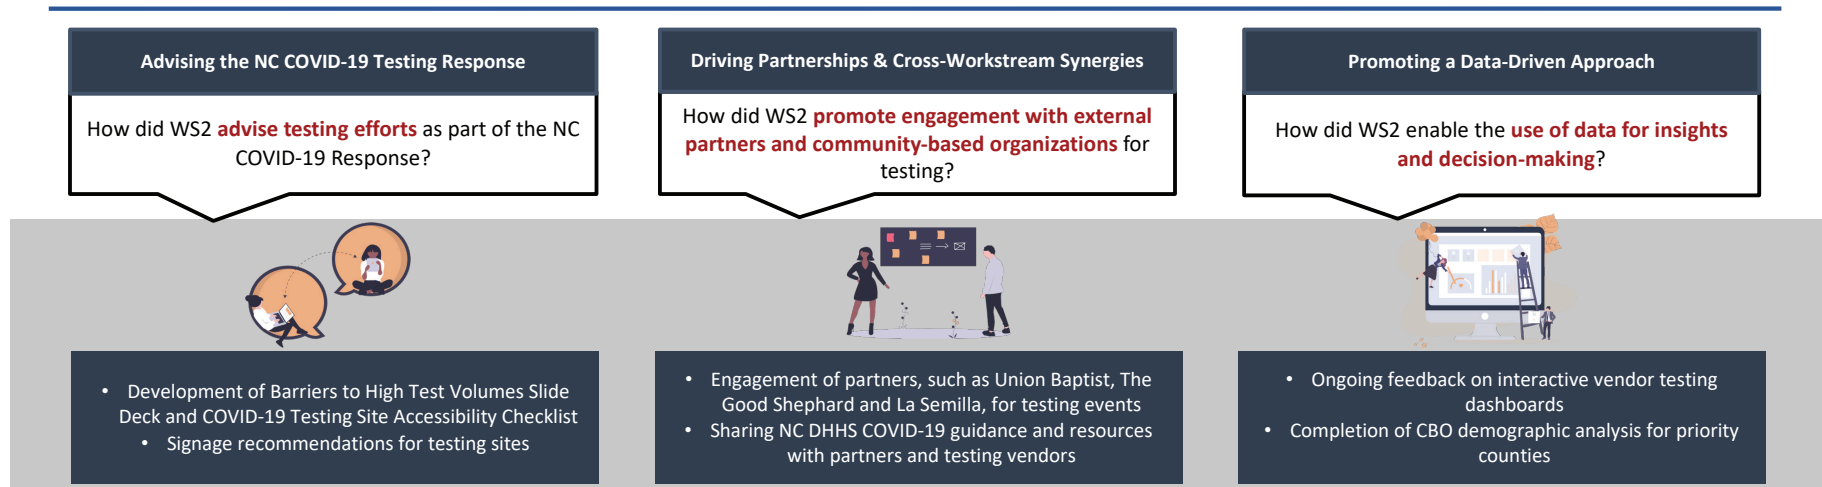 Advising the NC COVID-19 Testing Response
How did WS2 advise testing efforts as part of the NC
COVID-19 Response?
• Development of Barriers to High Test Volumes Slide
Deck and COVID-19 Testing Site Accessibility Checklist
• Signage recommendations for testing sites
Driving Partnerships & Cross-Workstream Synergies
How did WS2 promote engagement with external
partners and community-based organizations for
testing?
• Engagement of partners, such as Union Baptist, The
Good Shephard and La Semilla, for testing events
• Sharing NC DHHS COVID-19 guidance and resources
with partners and testing vendors
Promoting a Data-Driven Approach
How did WS2 enable the use of data for insights
and decision-making?
• Ongoing feedback on interactive vendor testing
dashboards
• Completion of CBO demographic analysis for priority
counties